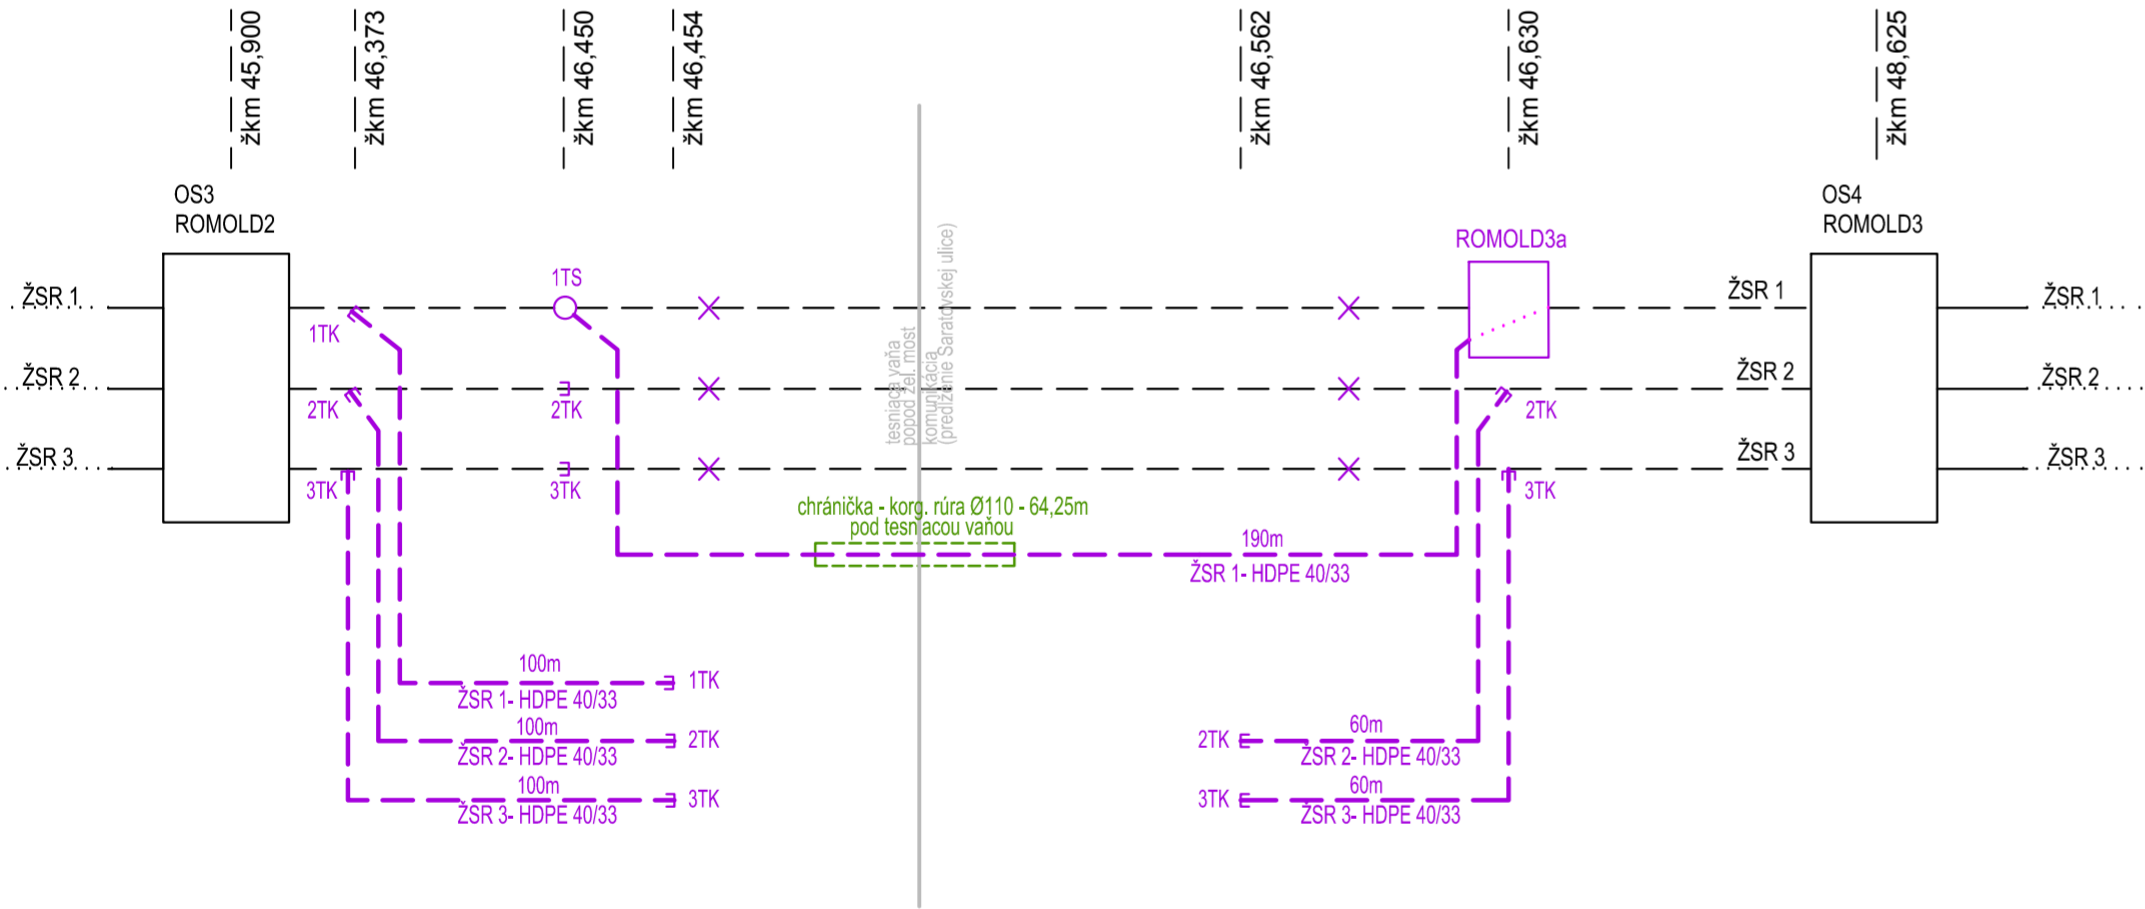 žkm 45,900
žkm 46,373
žkm 46,450
žkm 46,454
žkm 46,562
žkm 46,630
žkm 48,625
OS3
ROMOLD2
OS4
ROMOLD3
ROMOLD3a
1TS
ŽSR 1
ŽSR 1
ŽSR 1
1TK
ŽSR 2
ŽSR 2
ŽSR 2
2TK
2TK
2TK
ŽSR 3
ŽSR 3
ŽSR 3
3TK
3TK
3TK
tesniaca vaňa
popod žel. most
komunikácia
(predĺženie Saratovskej ulice)
chránička - korg. rúra Ø110 - 64,25m
pod tesniacou vaňou
190m
ŽSR 1- HDPE 40/33
100m
1TK
ŽSR 1- HDPE 40/33
100m
2TK
ŽSR 2- HDPE 40/33
100m
3TK
ŽSR 3- HDPE 40/33
60m
2TK
ŽSR 2- HDPE 40/33
60m
3TK
ŽSR 3- HDPE 40/33